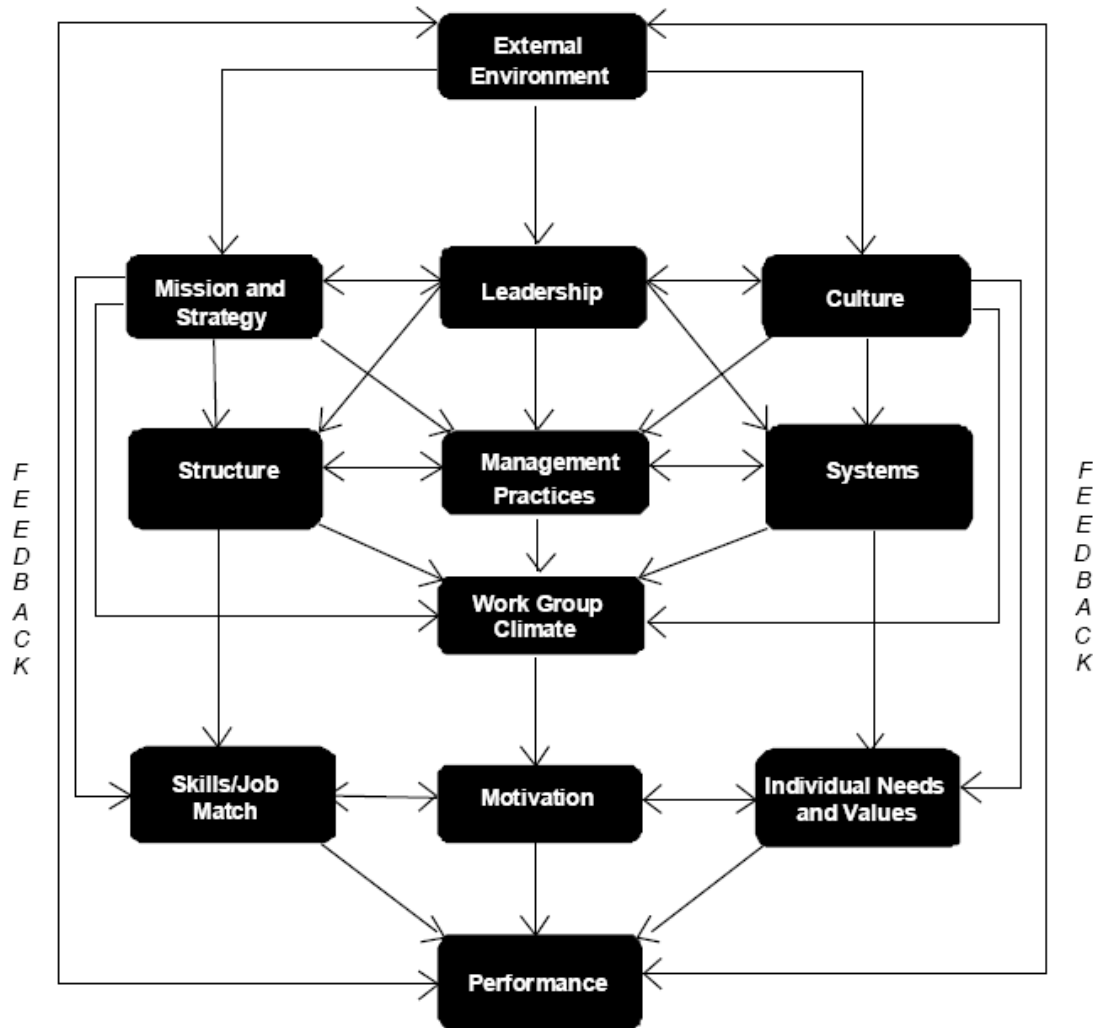 External
Environment
Mission and
Strategy
Leadership
Culture
Structure
Management
Practices
Systems
F
E
E
D
B
A
C
K
F
E
E
D
B
A
C
K
Work Group
Climate
Skills/Job
Match
Motivation
Individual Needs
and Values
Performance